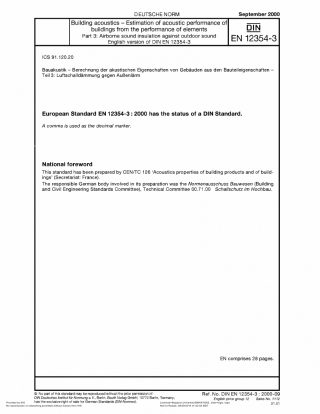 DEUTSCHE NORM
September 2000
Building acoustics – Estimation of acoustic performance of
buildings from the performance of elements
Part 3: Airborne sound insulation against outdoor sound
English version of DIN EN 12354-3
DIN
EN 12354-3
ICS 91.120.20
Bauakustik – Berechnung der akustischen Eigenschaften von Gebäuden aus den Bauteileigenschaften –
Teil 3: Luftschalldämmung gegen Außenlärm
European Standard EN 12354-3 : 2000 has the status of a DIN Standard.
A comma is used as the decimal marker.
National foreword
This standard has been prepared by CEN/TC 126 'Acoustics properties of building products and of build-
ings' (Secretariat: France).
The responsible German body involved in its preparation was the Normenausschuss Bauwesen (Building
and Civil Engineering Standards Committee), Technical Committee 00.71.00 Schallschutz im Hochbau.
EN comprises 28 pages.
© No part of this standard may be reproduced without the prior permission of
DIN Deutsches Institut für Normung e.V., Berlin. Beuth Verlag GmbH, 10772 Berlin, Germany,
has the exclusive right of sale for German Standards (DIN-Normen).
Ref. No. DIN EN 12354-3 : 2000-09
English price group 12 Sales No. 1112